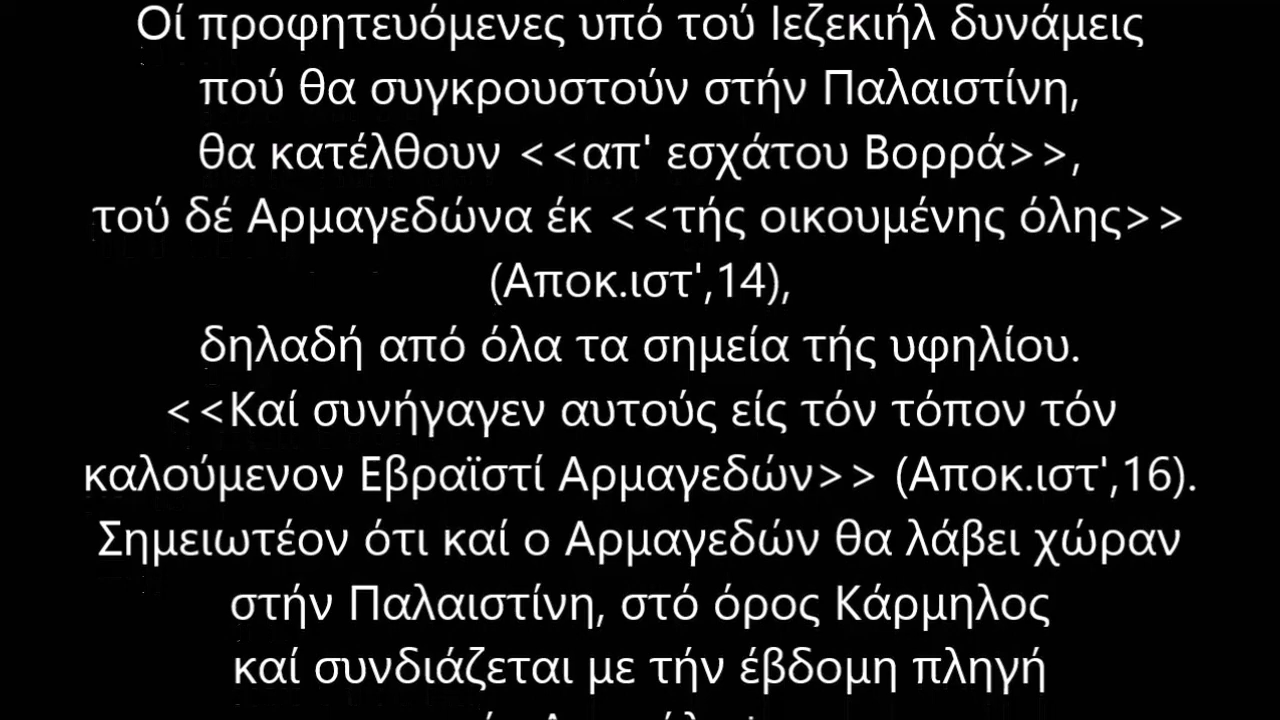 Οί προφητευόμενες υπό τού Ιεζεκιήλ δυνάμεις
πού θα συγκρουστούν στήν Παλαιστίνη,
θα κατέλθουν <<απ' εσχάτου Βορρά>>,
τού δέ Αρμαγεδώνα έκ <<τής οικουμένης όλης>>
(Αποκ.ιστ',14),
δηλαδή από όλα τα σημεία τής υφηλίου.
<<Καί συνήγαγεν αυτούς είς τόν τόπον τόν
καλούμενον Εβραϊστί Αρμαγεδών>> (Αποκ.ιστ',16).
Σημειωτέον ότι καί ο Αρμαγεδών θα λάβει χώραν
στήν Παλαιστίνη, στό όρος Κάρμηλος
καί συνδιάζεται με τήν έβδομη πληγή